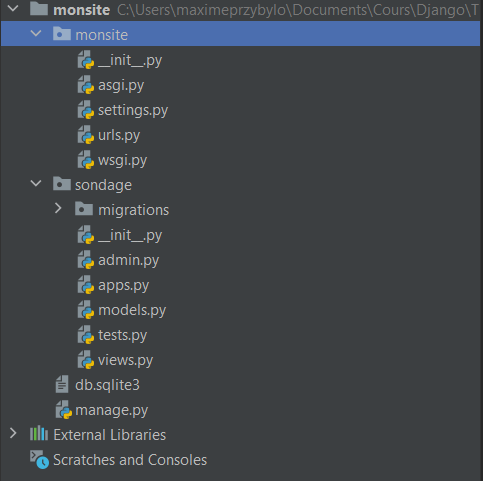 monsite C:\Users\maximeprzybylo\Documents\Cours\Django\T
monsite
__init__.py
asgi.py
settings.py
urls.py
wsgi.py
sondage
migrations
__init__.py
admin.py
apps.py
models.py
tests.py
views.py
db.sqlite3
manage.py
External Libraries
Scratches and Consoles